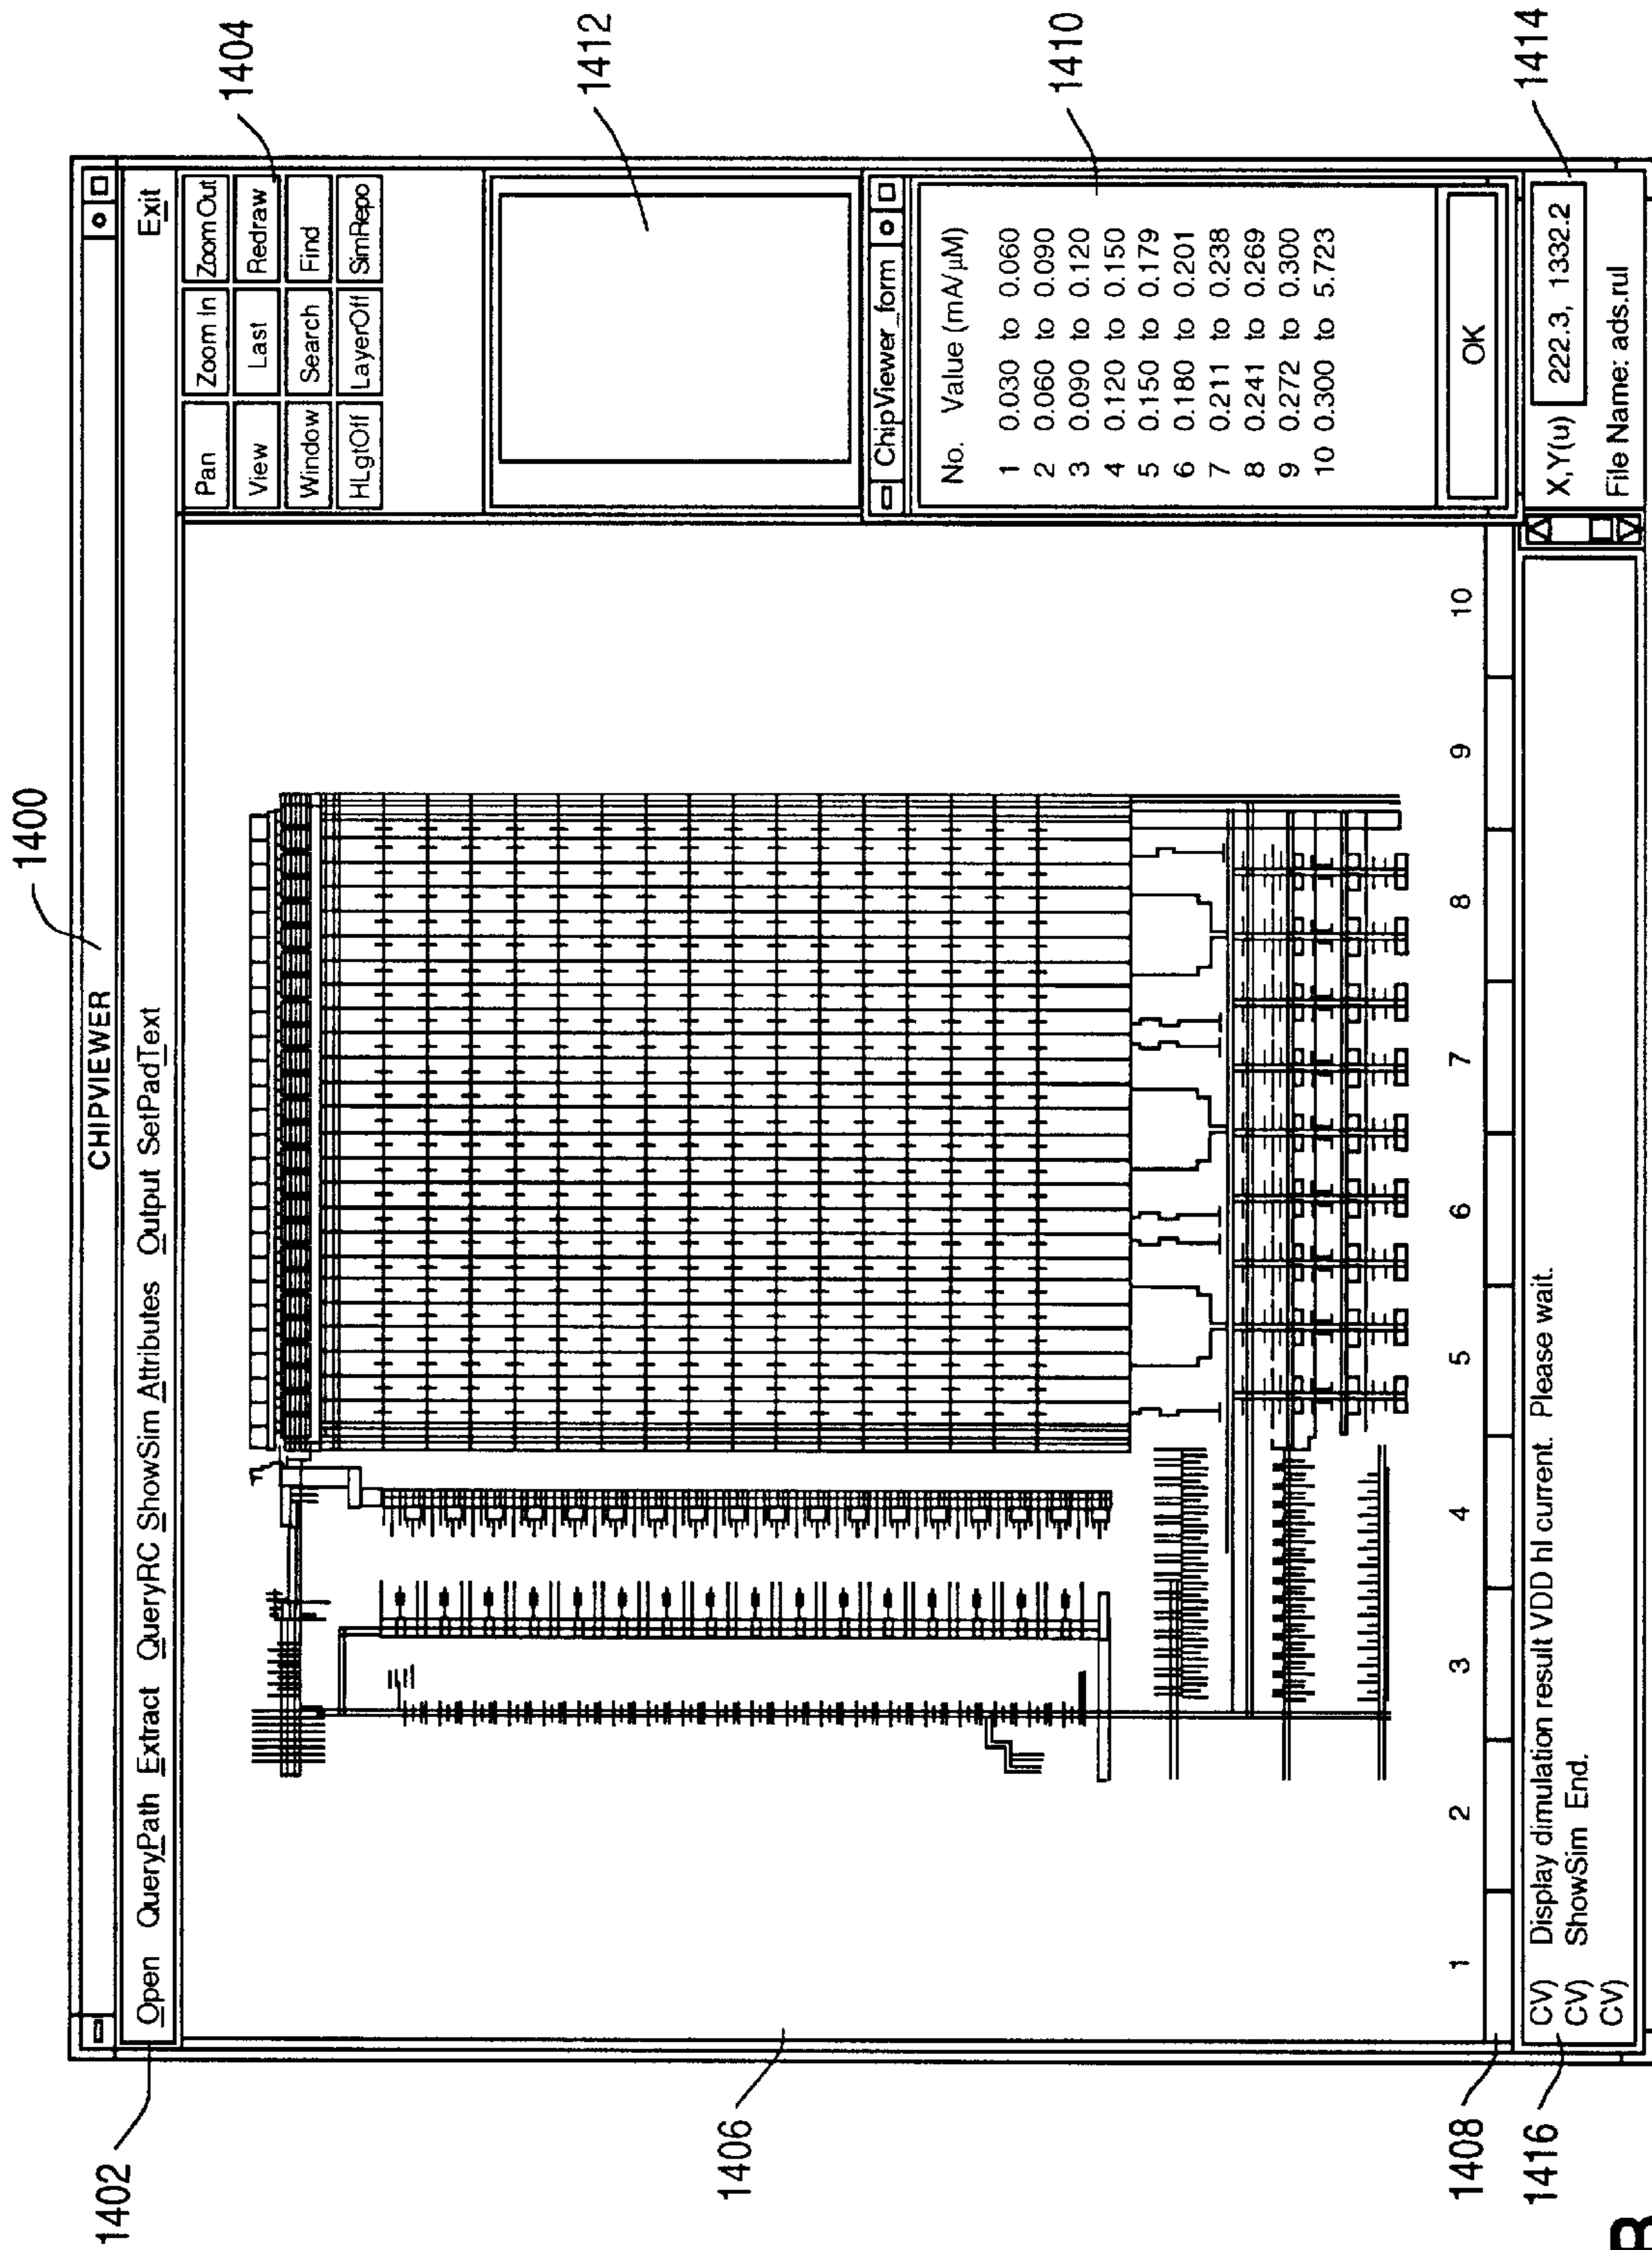 1400
CHIPVIEWER
1402
Open QueryPath Extract QueryRC ShowSim Attributes Output SetPadText Exit
Pan Zoom In Zoom Out
View Last Redraw
Window Search Find
HLgtOff LayerOff SimRepo
1404
1412
1406
ChipViewer_form
No. Value (mA/µM)
1 0.030 to 0.060
2 0.060 to 0.090
3 0.090 to 0.120
4 0.120 to 0.150
5 0.150 to 0.179
6 0.180 to 0.201
7 0.211 to 0.238
8 0.241 to 0.269
9 0.272 to 0.300
10 0.300 to 5.723
OK
1410
1 2 3 4 5 6 7 8 9 10
1408
1416
CV) Display dimulation result VDD hl current. Please wait.
CV) ShowSim End.
CV)
X,Y(u) 222.3, 1332.2
File Name: ads.rul
1414
B